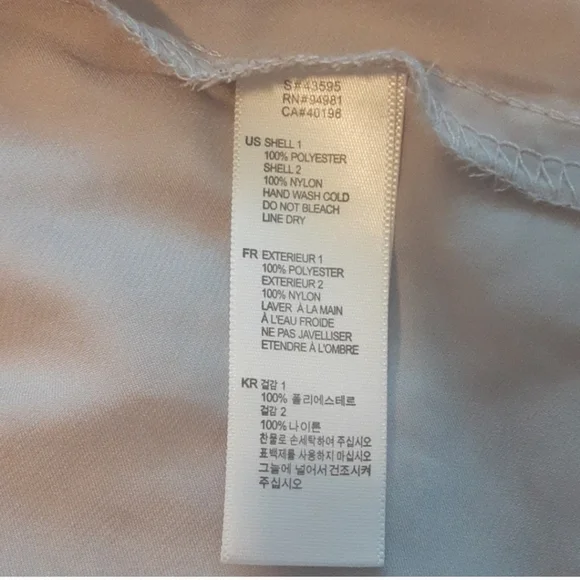 S#43595
RN#94981
CA#40196
US SHELL 1
100% POLYESTER
SHELL 2
100% NYLON
HAND WASH COLD
DO NOT BLEACH
LINE DRY
FR EXTERIEUR 1
100% POLYESTER
EXTERIEUR 2
100% NYLON
LAVER À LA MAIN
À L'EAU FROIDE
NE PAS JAVELLISER
ETENDRE À L'OMBRE
KR 겉감 1
100% 폴리에스테르
겉감 2
100% 나이론
찬물로 손세탁하여 주십시오
표백제를 사용하지 마십시오
그늘에 널어서 건조시켜
주십시오